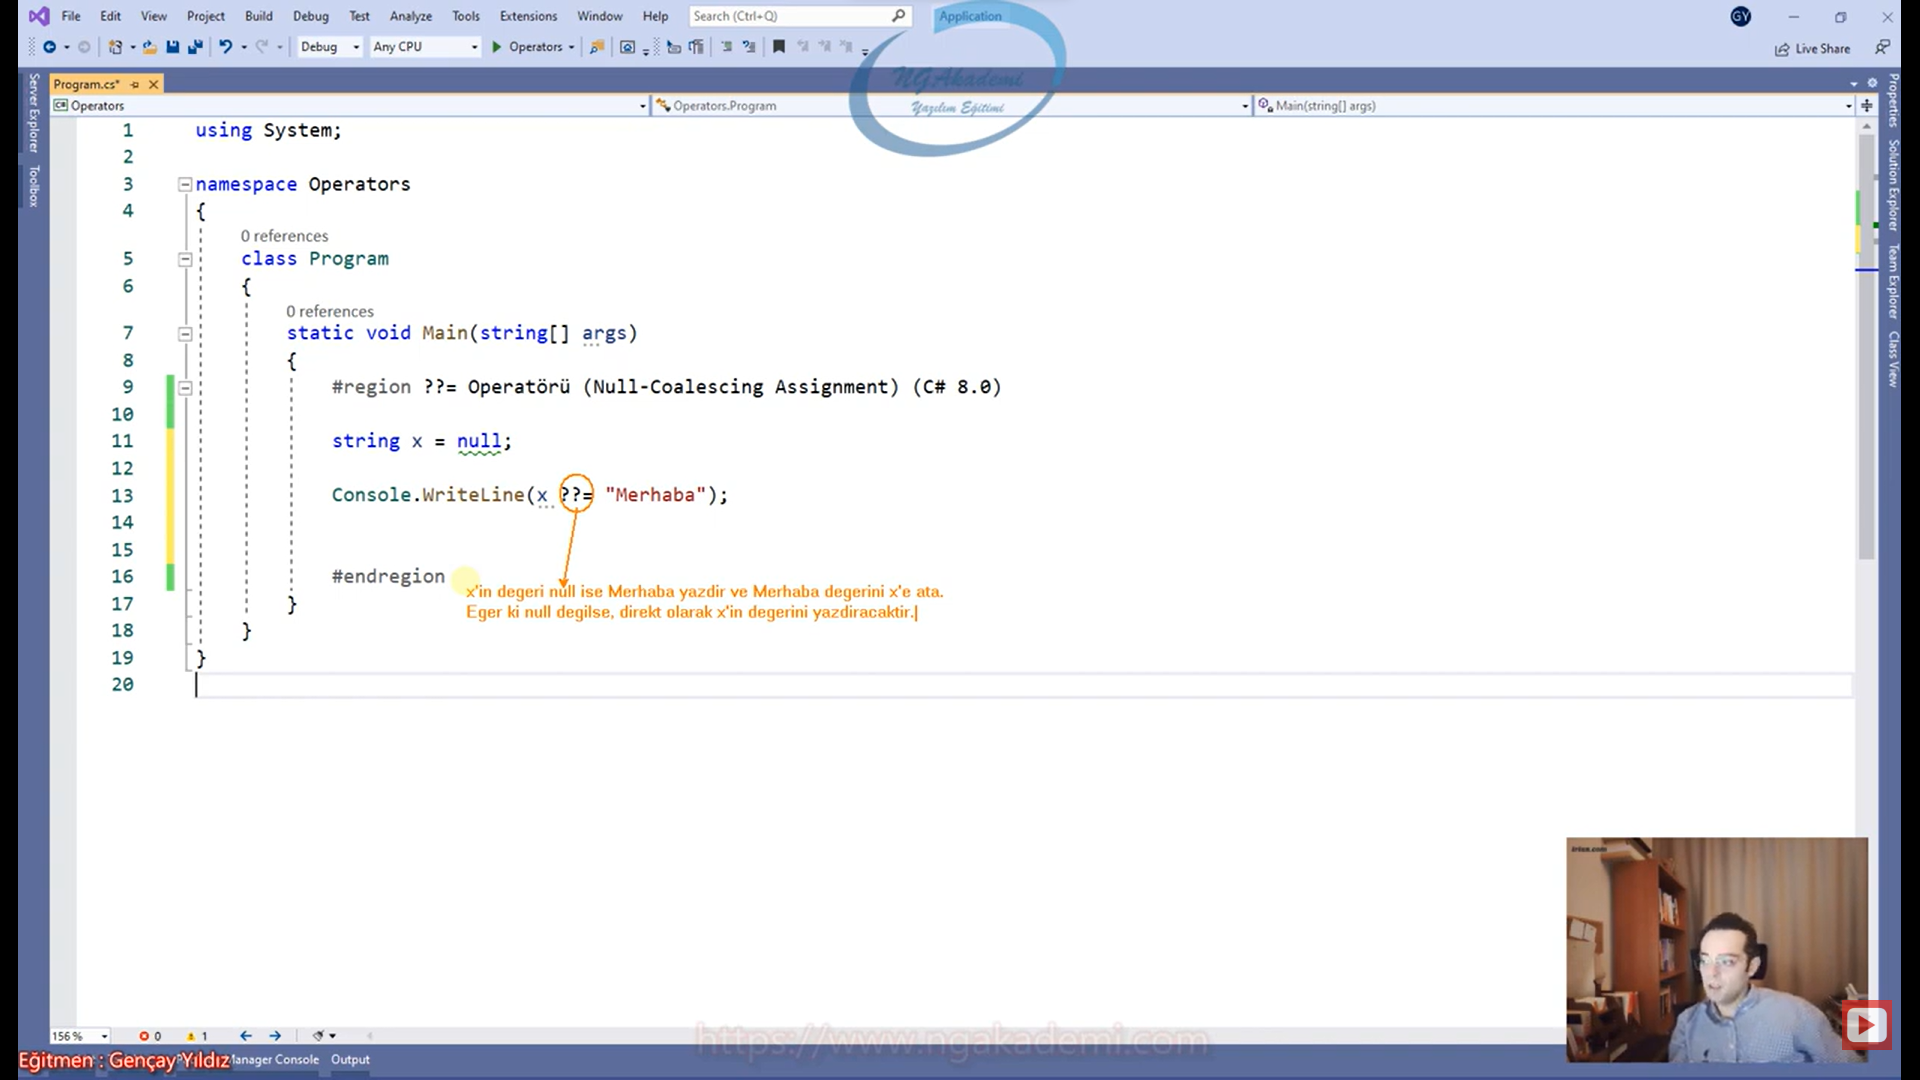 File Edit View Project Build Debug Test Analyze Tools Extensions Window Help Search (Ctrl+Q) Application GY
Debug Any CPU Operators Live Share
NGAkademi
Yazılım Eğitimi
Program.cs*
Operators Operators.Program Main(string[] args)
Server Explorer
Toolbox
Properties
Solution Explorer
Team Explorer
Class View
1 using System;
2
3 namespace Operators
4 {
0 references
5 class Program
6 {
0 references
7 static void Main(string[] args)
8 {
9 #region ??= Operatörü (Null-Coalescing Assignment) (C# 8.0)
10
11 string x = null;
12
13 Console.WriteLine(x ??= "Merhaba");
14
15
16 #endregion
x'in degeri null ise Merhaba yazdir ve Merhaba degerini x'e ata.
Eger ki null degilse, direkt olarak x'in degerini yazdiracaktir.
17 }
18 }
19 }
20
156 % 0 1
https://www.ngakademi.com
Eğitmen : Gençay Yıldız Manager Console Output